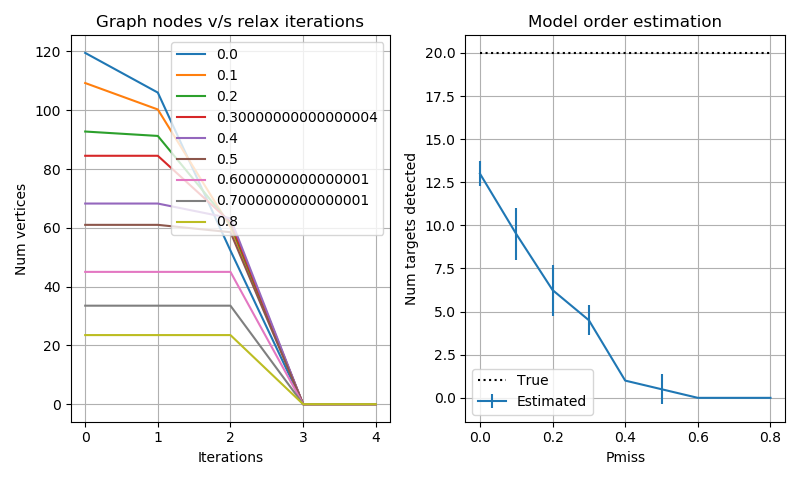 Graph nodes v/s relax iterations
Num vertices
120
100
80
60
40
20
0
0.0
0.1
0.2
0.30000000000000004
0.4
0.5
0.6000000000000001
0.7000000000000001
0.8
0 1 2 3 4
Iterations
Model order estimation
Num targets detected
20.0
17.5
15.0
12.5
10.0
7.5
5.0
2.5
0.0
True
Estimated
0.0 0.2 0.4 0.6 0.8
Pmiss